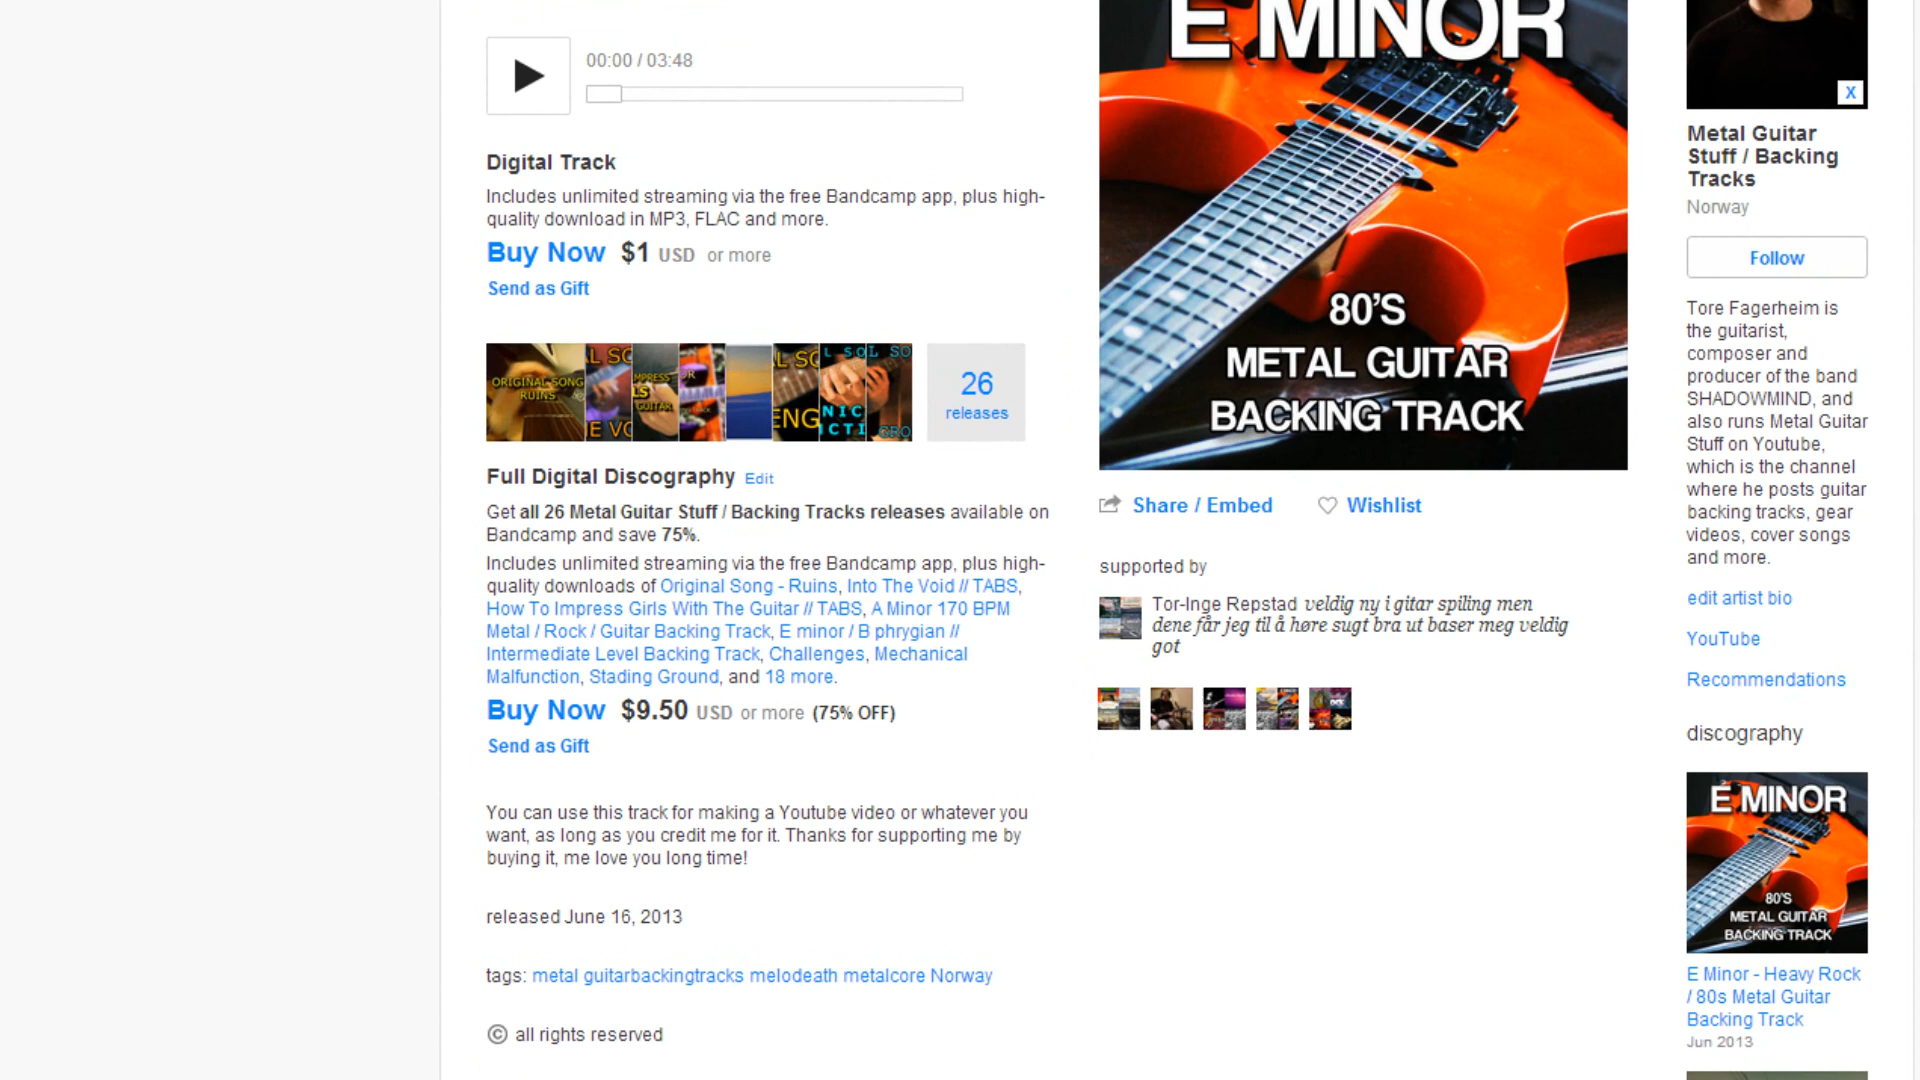 00:00 / 03:48
Digital Track
Includes unlimited streaming via the free Bandcamp app, plus high-
quality download in MP3, FLAC and more.
Buy Now $1 USD or more
Send as Gift
ORIGINAL SONG
RUINS
26
releases
Full Digital Discography Edit
Get all 26 Metal Guitar Stuff / Backing Tracks releases available on
Bandcamp and save 75%.
Includes unlimited streaming via the free Bandcamp app, plus high-
quality downloads of Original Song - Ruins, Into The Void // TABS,
How To Impress Girls With The Guitar // TABS, A Minor 170 BPM
Metal / Rock / Guitar Backing Track, E minor / B phrygian //
Intermediate Level Backing Track, Challenges, Mechanical
Malfunction, Stading Ground, and 18 more.
Buy Now $9.50 USD or more (75% OFF)
Send as Gift
You can use this track for making a Youtube video or whatever you
want, as long as you credit me for it. Thanks for supporting me by
buying it, me love you long time!
released June 16, 2013
tags: metal guitarbackingtracks melodeath metalcore Norway
© all rights reserved
E MINOR
80'S
METAL GUITAR
BACKING TRACK
Share / Embed
Wishlist
supported by
Tor-Inge Repstad veldig ny i gitar spiling men
dene får jeg til å høre sugt bra ut baser meg veldig
got
X
Metal Guitar
Stuff / Backing
Tracks
Norway
Follow
Tore Fagerheim is
the guitarist,
composer and
producer of the band
SHADOWMIND, and
also runs Metal Guitar
Stuff on Youtube,
which is the channel
where he posts guitar
backing tracks, gear
videos, cover songs
and more.
edit artist bio
YouTube
Recommendations
discography
E MINOR
80'S
METAL GUITAR
BACKING TRACK
E Minor - Heavy Rock
/ 80s Metal Guitar
Backing Track
Jun 2013